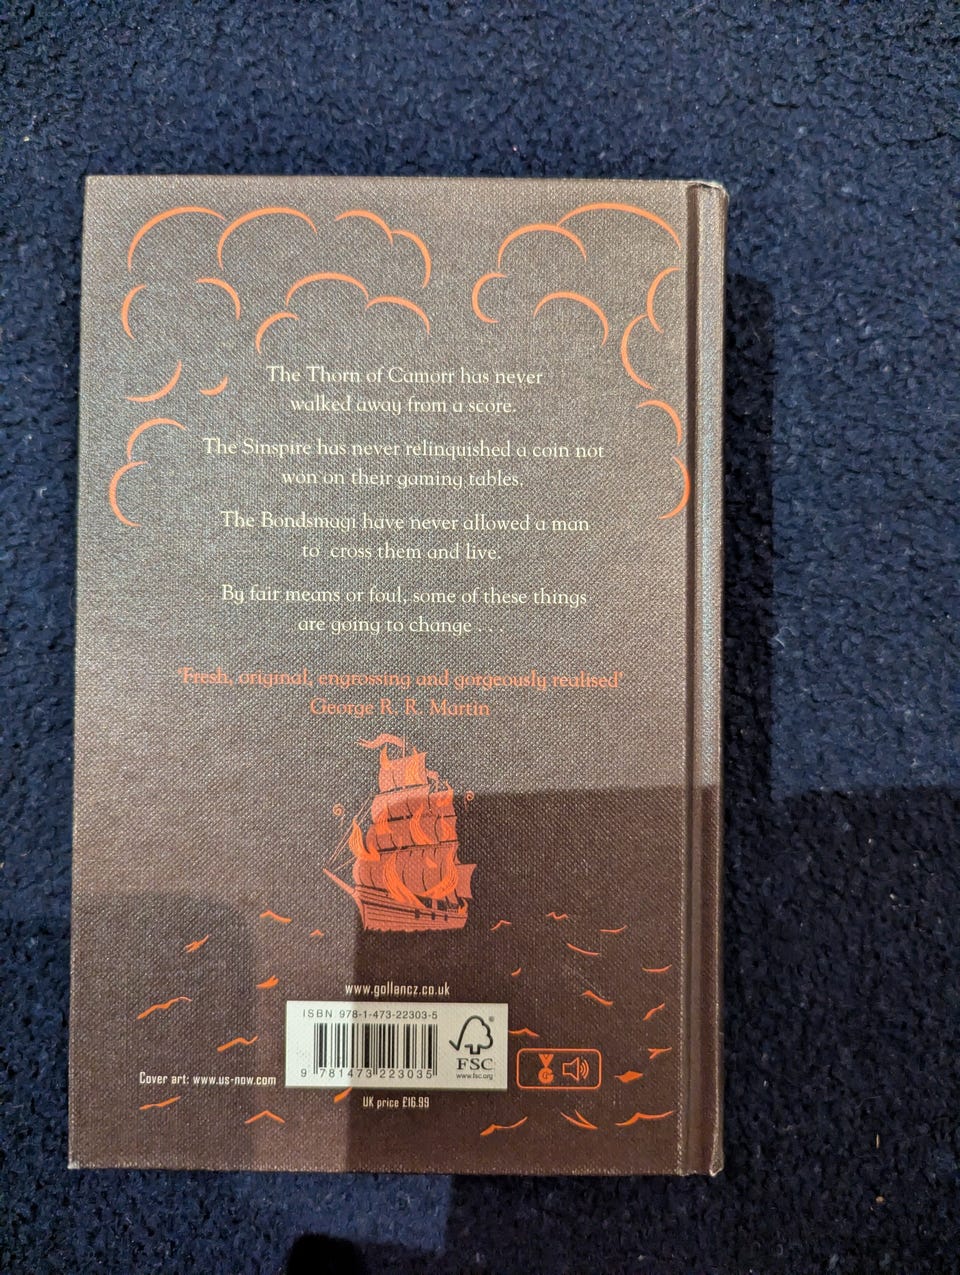 The Thorn of Camorr has never
walked away from a score.
The Sinspire has never relinquished a coin not
won on their gaming tables.
The Bondsmagi have never allowed a man
to cross them and live.
By fair means or foul, some of these things
are going to change . . .
'Fresh, original, engrossing and gorgeously realised'
George R. R. Martin
www.gollancz.co.uk
ISBN 978-1-473-22303-5
9 781473 223035
FSC
www.fsc.org
Cover art: www.us-now.com
UK price £16.99